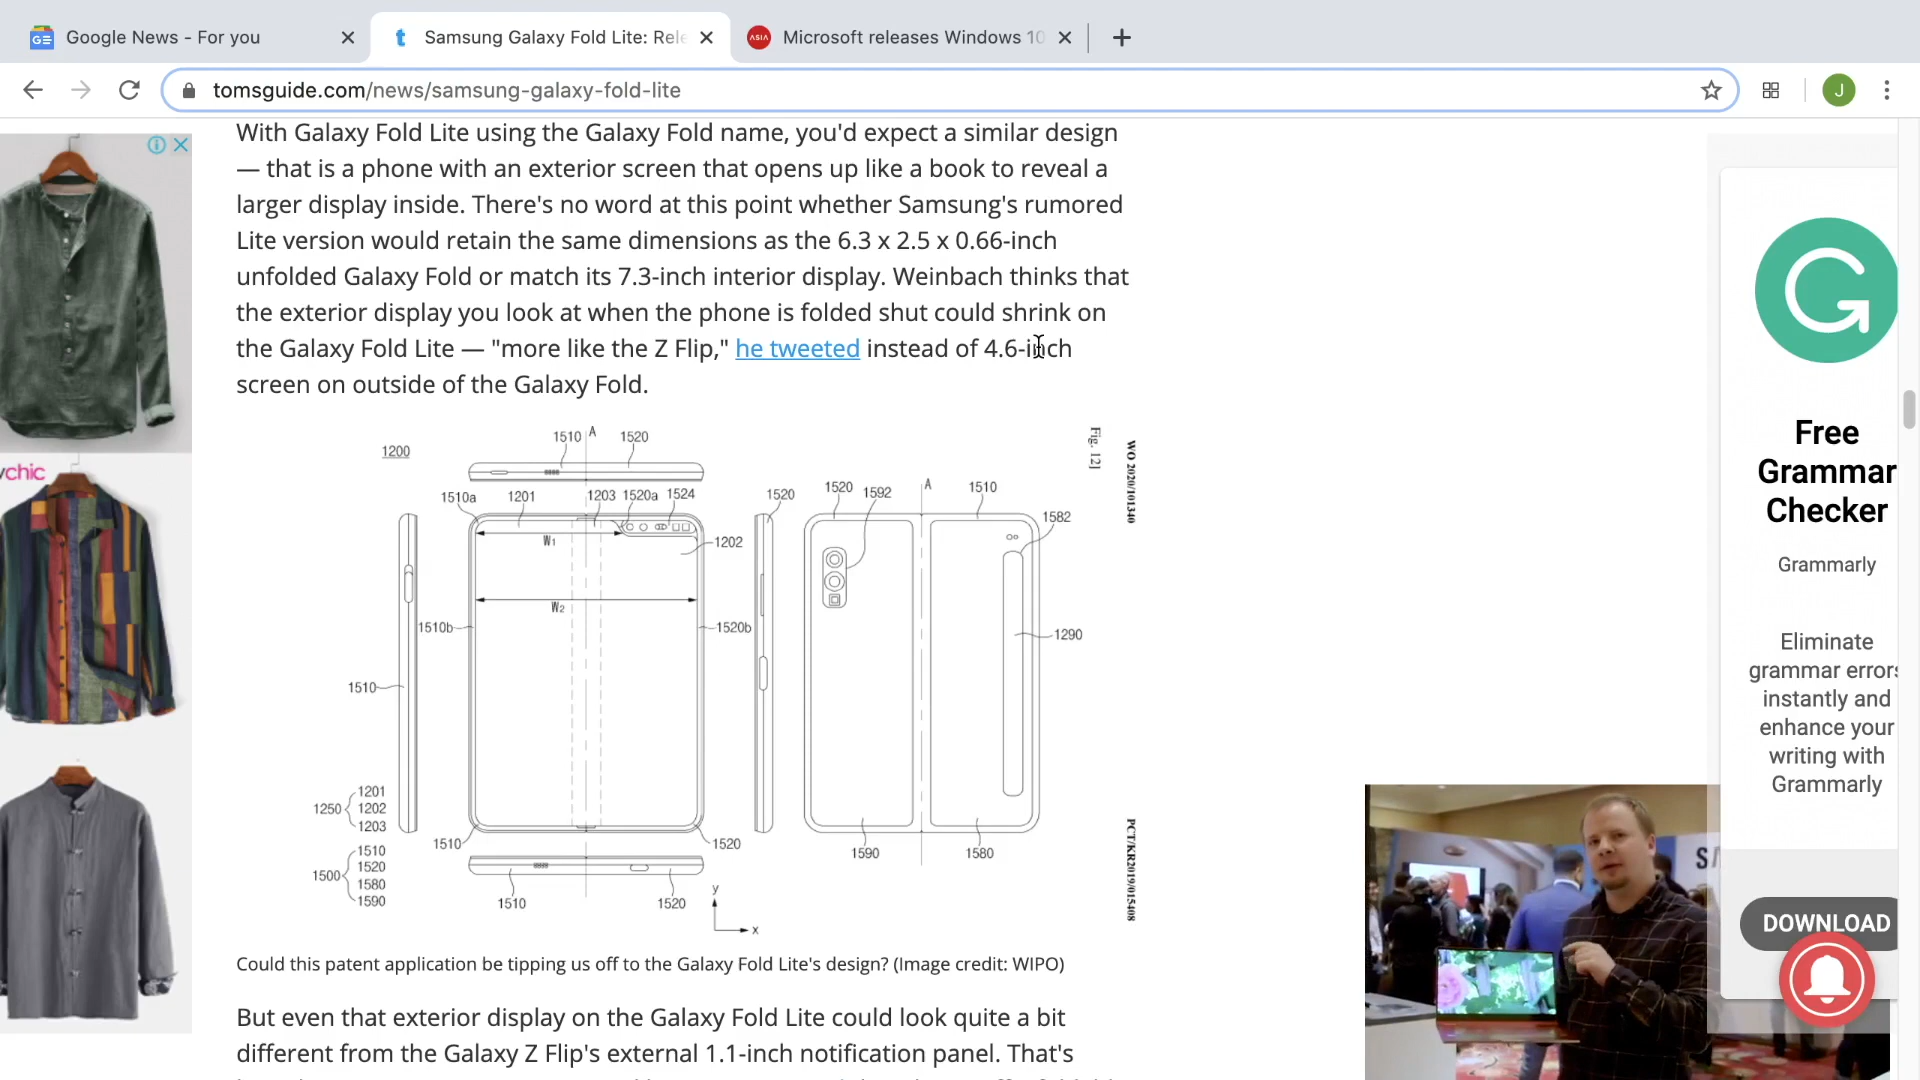 Google News - For you
Samsung Galaxy Fold Lite: Rele
ASIA
Microsoft releases Windows 10
tomsguide.com/news/samsung-galaxy-fold-lite
J
With Galaxy Fold Lite using the Galaxy Fold name, you'd expect a similar design
— that is a phone with an exterior screen that opens up like a book to reveal a
larger display inside. There's no word at this point whether Samsung's rumored
Lite version would retain the same dimensions as the 6.3 x 2.5 x 0.66-inch
unfolded Galaxy Fold or match its 7.3-inch interior display. Weinbach thinks that
the exterior display you look at when the phone is folded shut could shrink on
the Galaxy Fold Lite — "more like the Z Flip," he tweeted instead of 4.6-inch
screen on outside of the Galaxy Fold.
ychic
1200
1510 A 1520
1510a 1201 1203 1520a 1524
1520
1520 1592 A 1510
1582
W1
1202
W2
1510b
1520b
1290
1510
1250 1201
1202
1203
1500 1510
1520
1580
1590
1510
1520
1590
1580
1510
1520
y
x
Fig. 12]
WO 2020/101340
PCT/KR2019/015408
Could this patent application be tipping us off to the Galaxy Fold Lite's design? (Image credit: WIPO)
But even that exterior display on the Galaxy Fold Lite could look quite a bit
different from the Galaxy Z Flip's external 1.1-inch notification panel. That's
Free
Grammar
Checker
Grammarly
Eliminate
grammar errors
instantly and
enhance your
writing with
Grammarly
DOWNLOAD